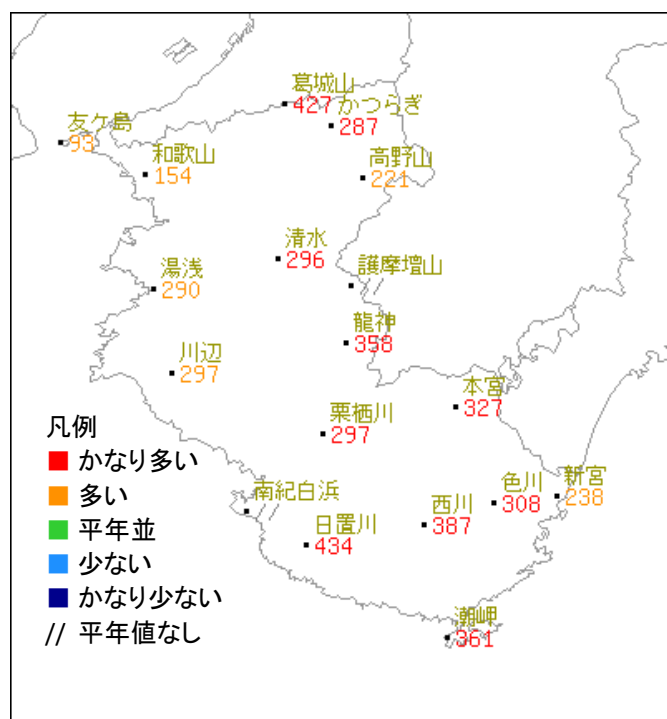 葛城山
427
かつらぎ
287
友ケ島
93
和歌山
154
高野山
221
清水
296
護摩壇山
//
湯浅
290
龍神
358
川辺
297
本宮
327
栗栖川
297
凡例
かなり多い
多い
平年並
少ない
かなり少ない
// 平年値なし
南紀白浜
//
日置川
434
西川
387
色川
308
新宮
238
潮岬
361